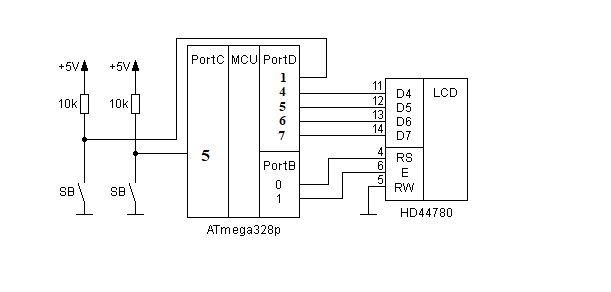 +5V +5V PortC MCU PortD
1
10k 10k 4 11 D4 LCD
5 12 D5
6 13 D6
7 14 D7
5 4 RS
PortB 6 E
SB SB 0 5 RW
1
ATmega328p HD44780